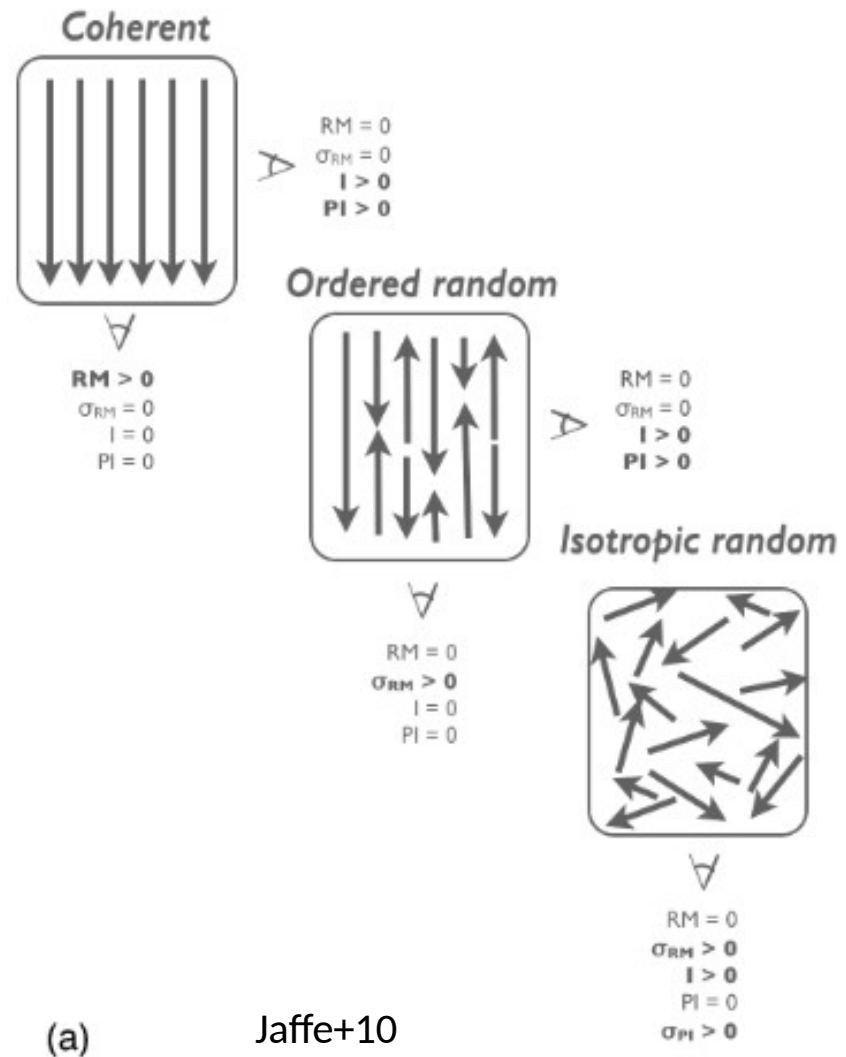 Coherent
RM = 0
σRM = 0
I > 0
PI > 0
RM > 0
σRM = 0
I = 0
PI = 0
Ordered random
RM = 0
σRM = 0
I > 0
PI > 0
RM = 0
σRM > 0
I = 0
PI = 0
Isotropic random
RM = 0
σRM > 0
I > 0
PI = 0
σPI > 0
(a)
Jaffe+10